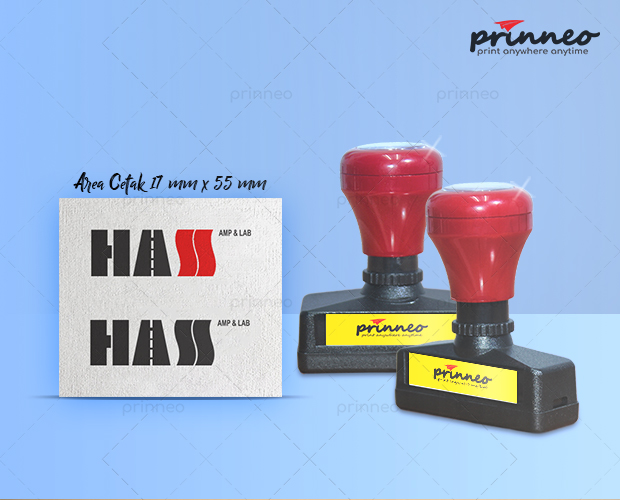 prinneo
print anywhere anytime
prinneo
Area Cetak 17 mm x 55 mm
HASS AMP & LAB
HASS AMP & LAB
prinneo
print anywhere anytime
prinneo